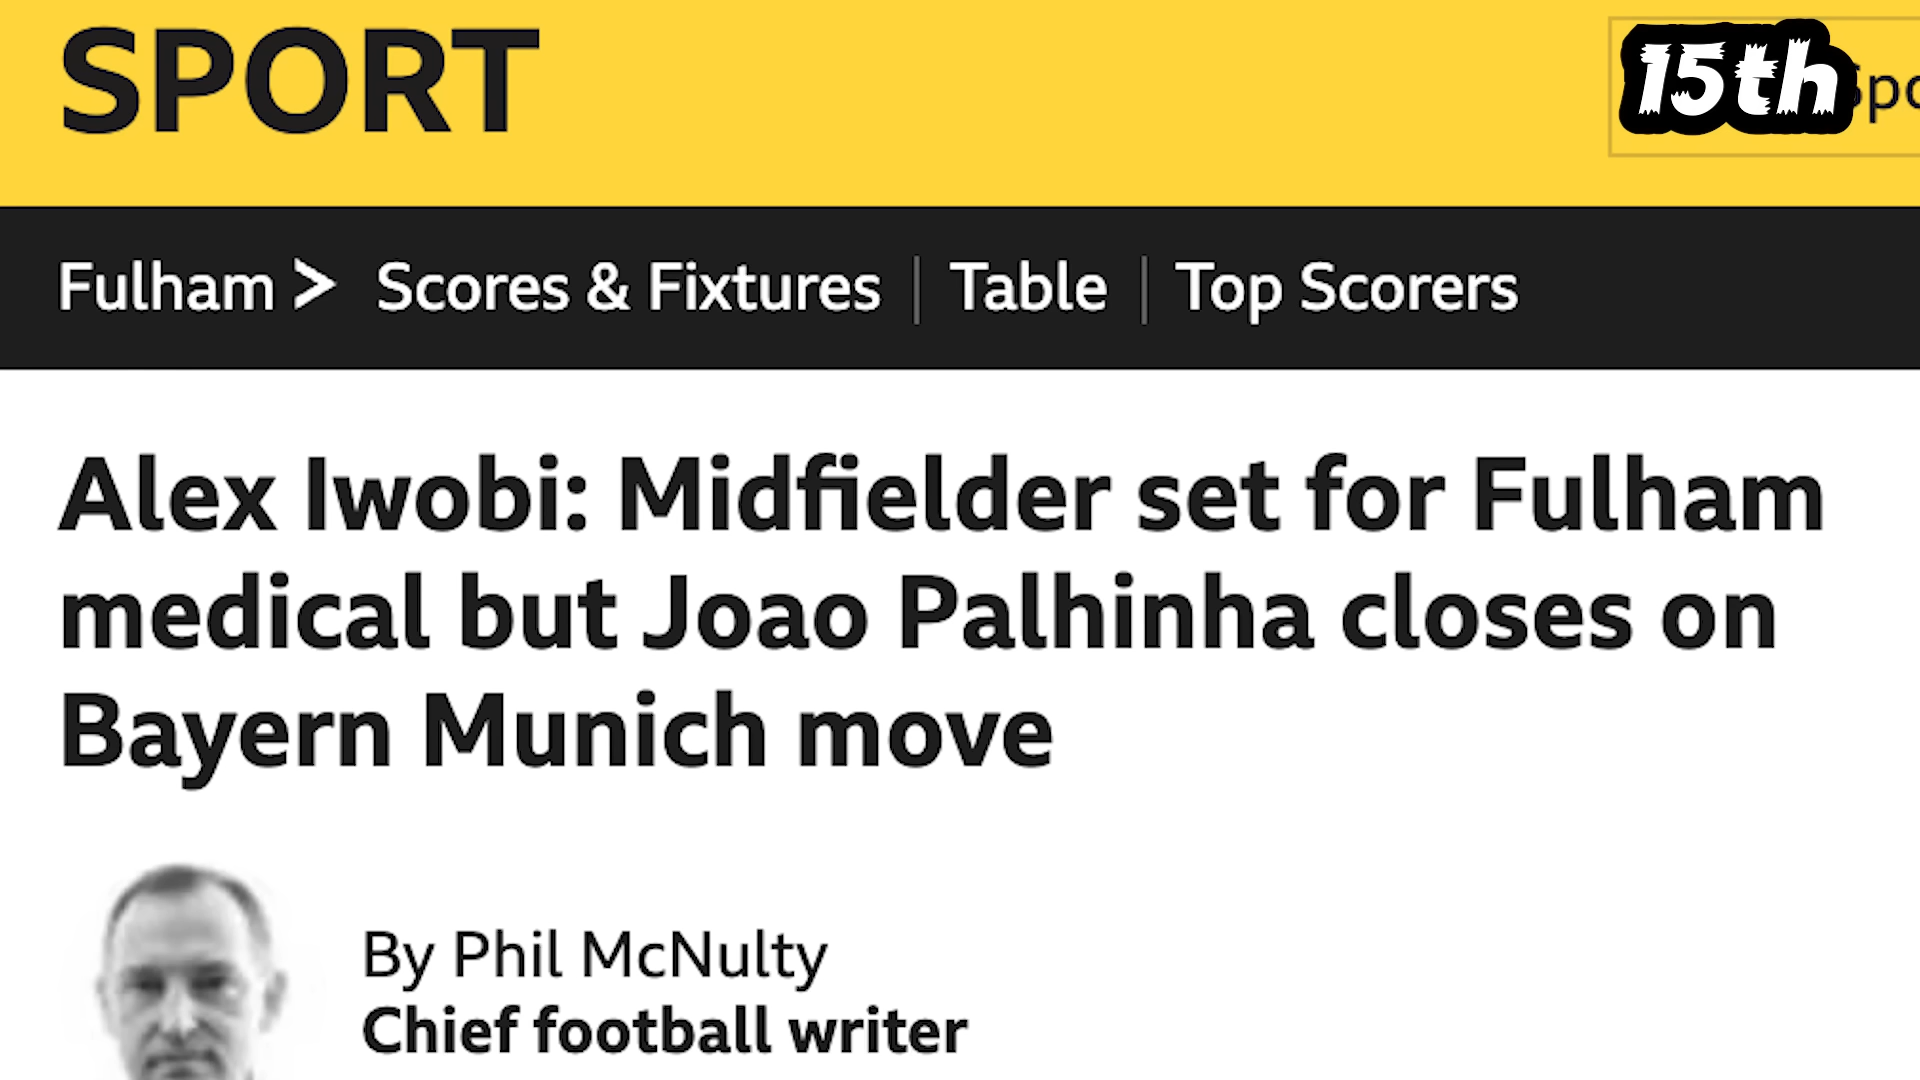 SPORT
15th
Fulham > Scores & Fixtures | Table | Top Scorers
Alex Iwobi: Midfielder set for Fulham
medical but Joao Palhinha closes on
Bayern Munich move
By Phil McNulty
Chief football writer